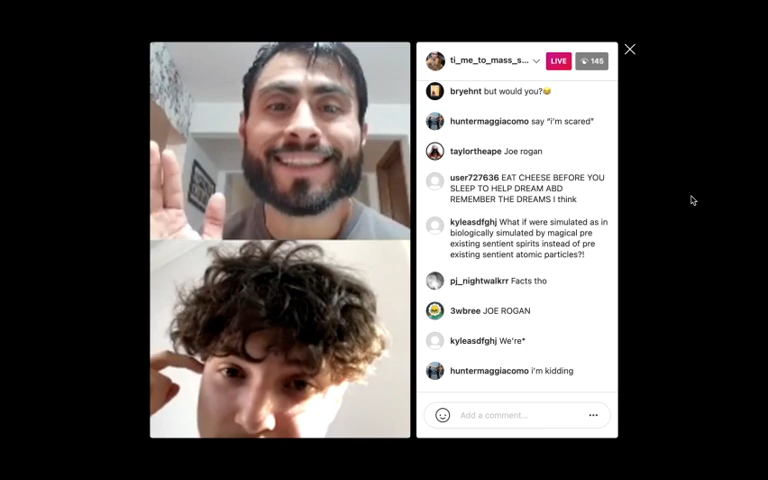 ti_me_to_mass_s...
LIVE
145
bryehnt but would you?😂
huntermaggiacomo say “i'm scared”
taylortheape Joe rogan
user727636 EAT CHEESE BEFORE YOU
SLEEP TO HELP DREAM ABD
REMEMBER THE DREAMS I think
kyleasdfghj What if were simulated as in
biologically simulated by magical pre
existing sentient spirits instead of pre
existing sentient atomic particles?!
pj_nightwalkrr Facts tho
3wbree JOE ROGAN
kyleasdfghj We're*
huntermaggiacomo i'm kidding
Add a comment...